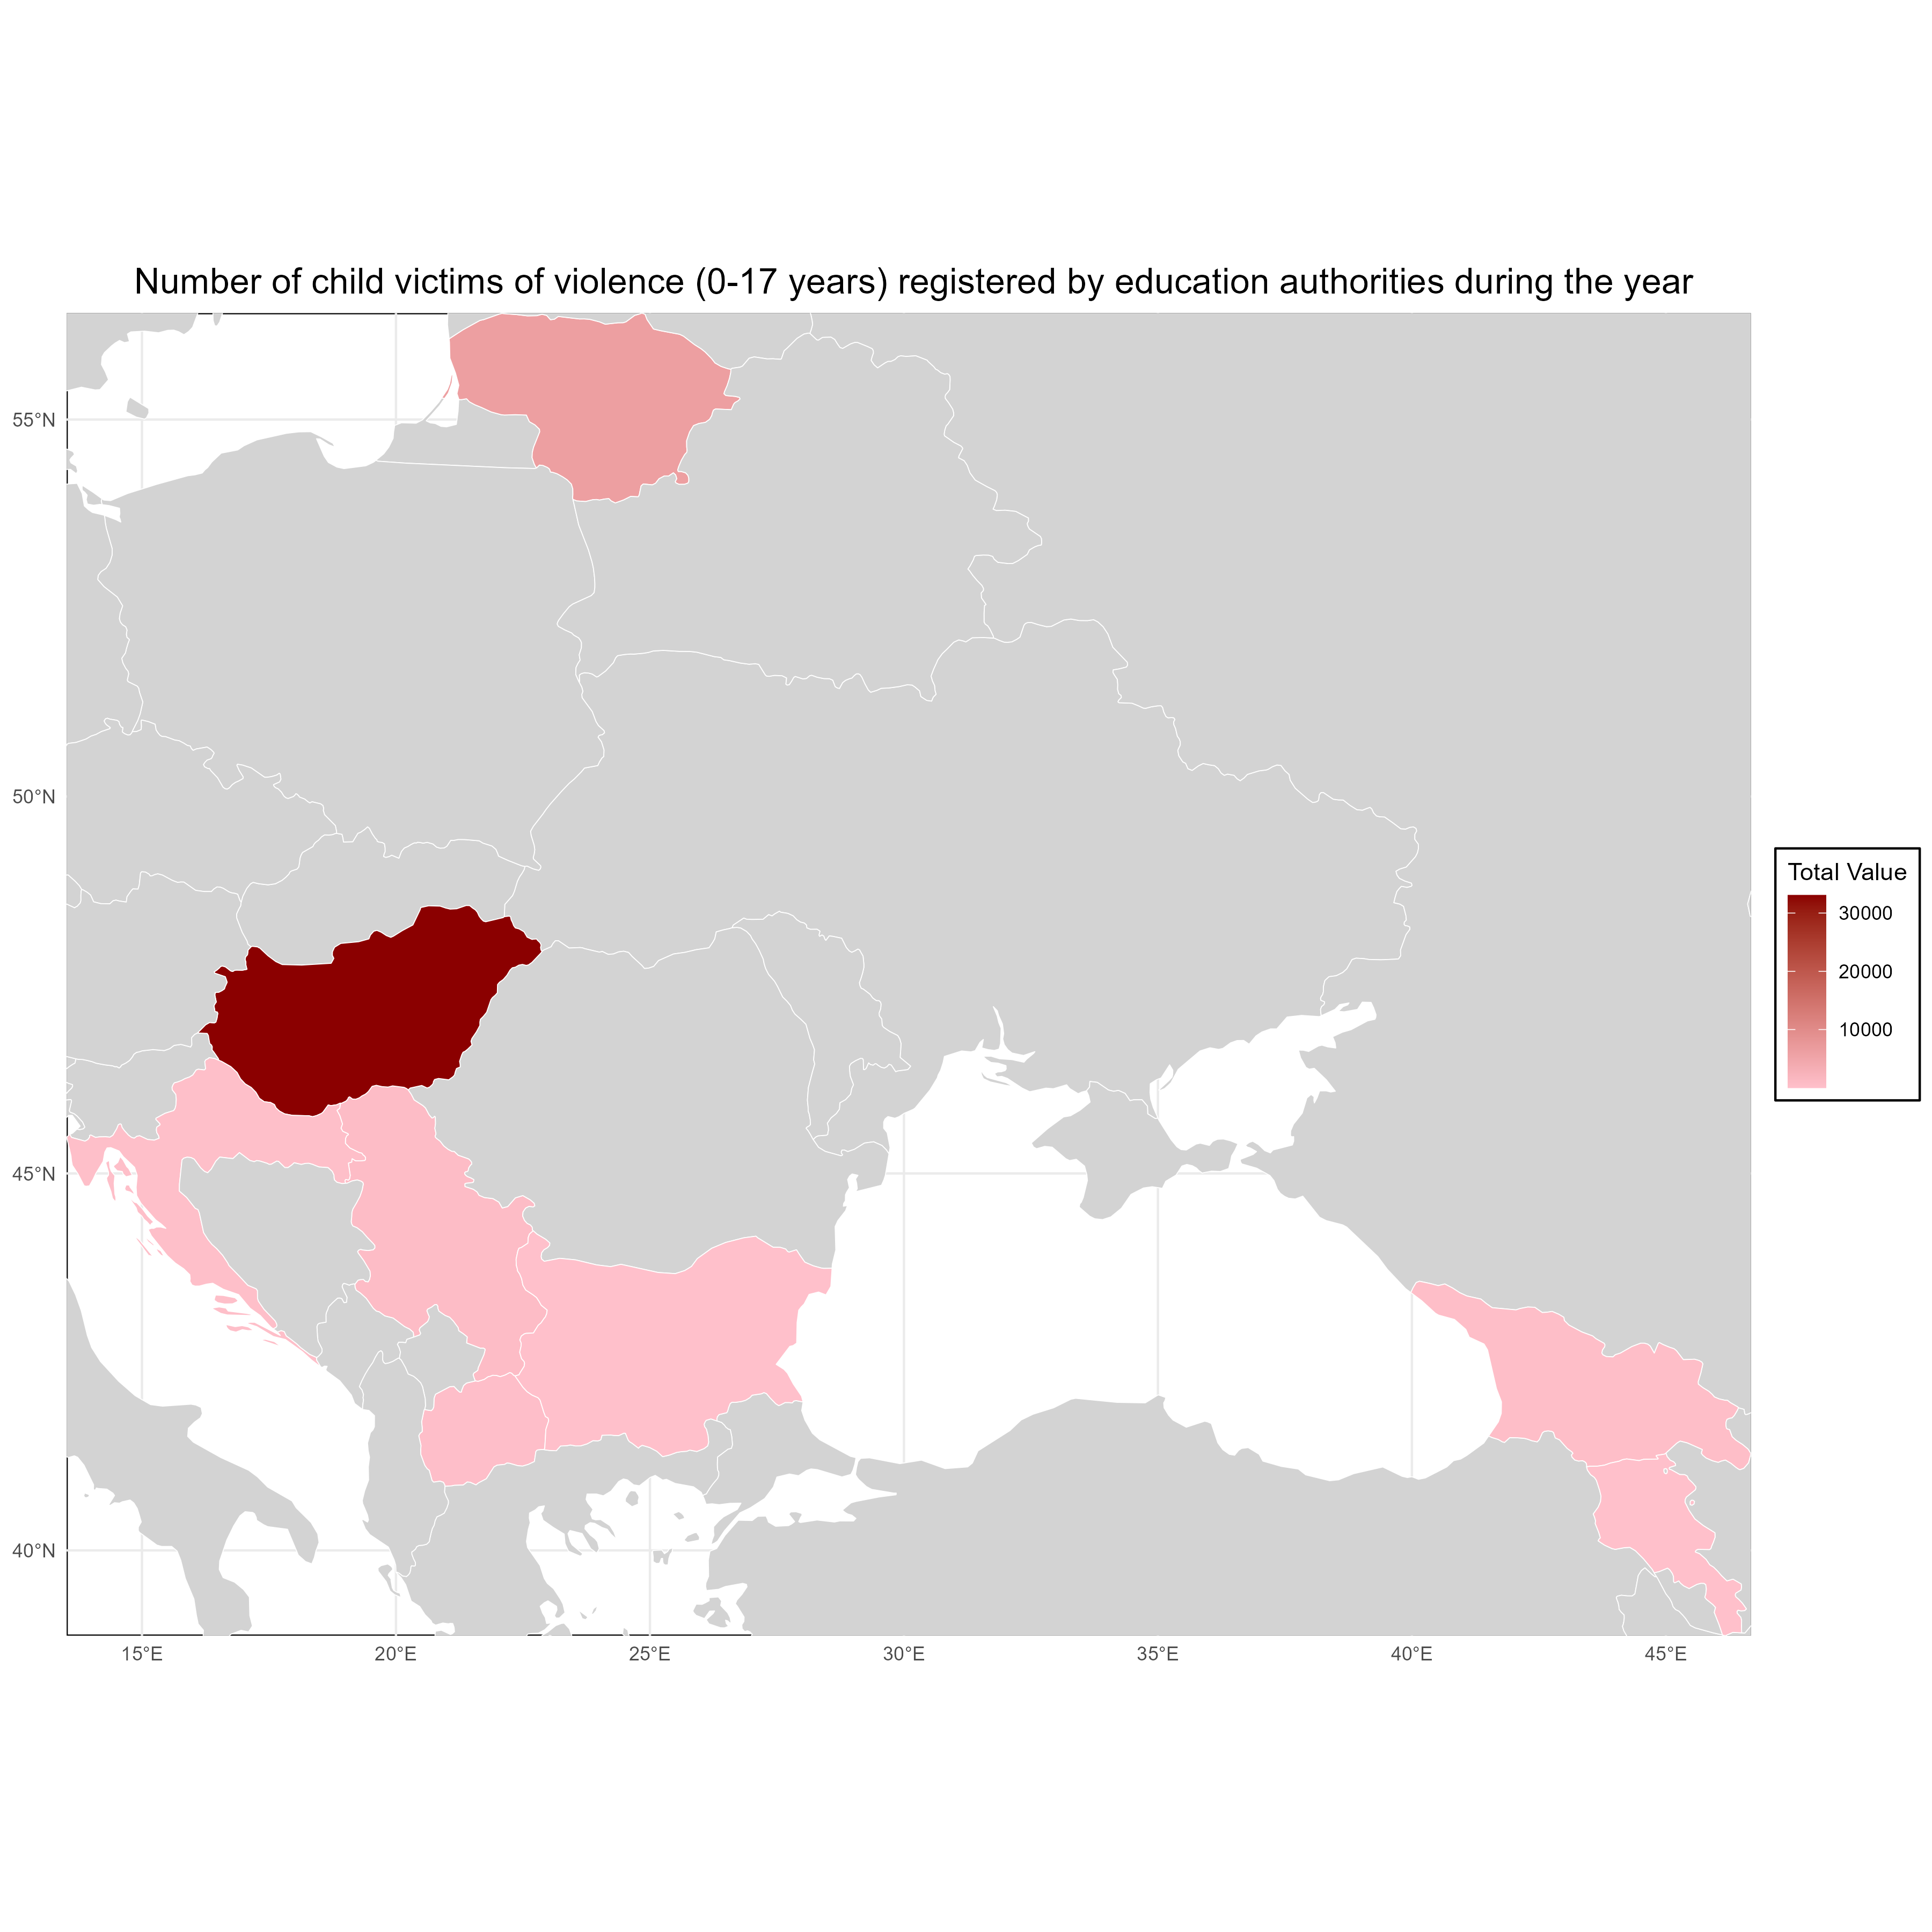 Number of child victims of violence (0-17 years) registered by education authorities during the year
55°N
50°N
45°N
40°N
15°E
20°E
25°E
30°E
35°E
40°E
45°E
Total Value
30000
20000
10000